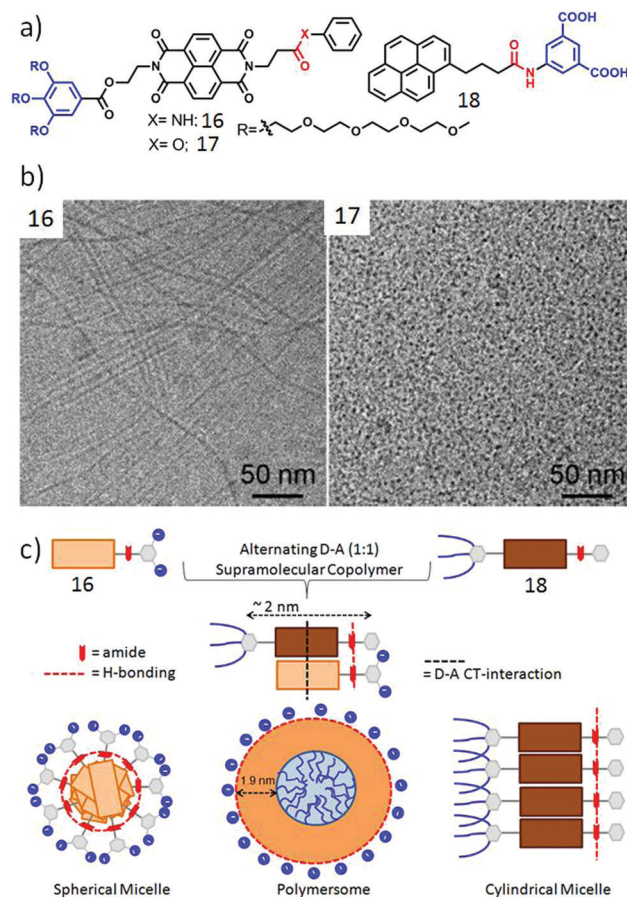 a)
RO
RO
RO
O
O
O
N
O
O
O
O
N
O
X
X= NH; 16
X= O; 17
R=
O
O
O
O
O
N
H
COOH
COOH
18
b)
16
50 nm
17
50 nm
c)
16
Alternating D-A (1:1)
Supramolecular Copolymer
18
~ 2 nm
= amide
= H-bonding
= D-A CT-interaction
1.9 nm
Spherical Micelle
Polymersome
Cylindrical Micelle